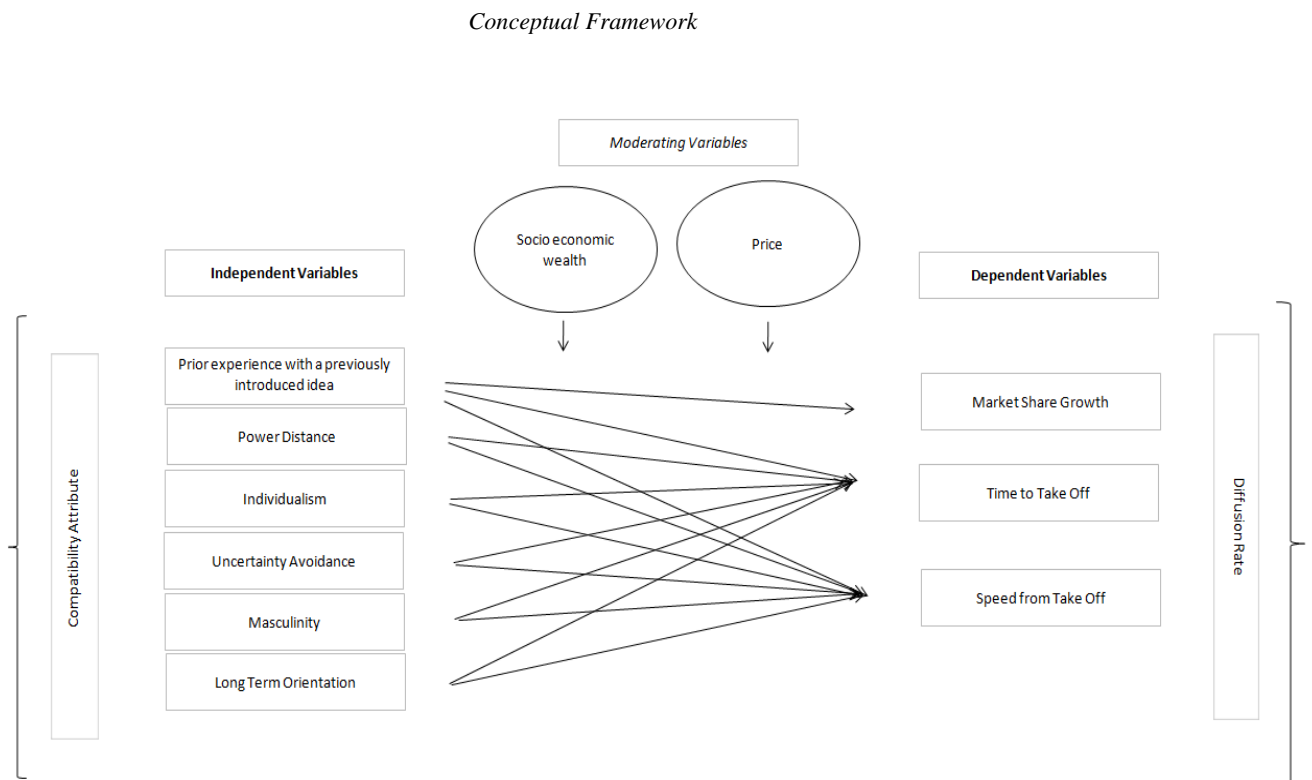 Conceptual Framework
Moderating Variables
Socio economic
wealth
Price
Independent Variables
Dependent Variables
Compatibility Attribute
Prior experience with a previously
introduced idea
Power Distance
Individualism
Uncertainty Avoidance
Masculinity
Long Term Orientation
Market Share Growth
Time to Take Off
Speed from Take Off
Diffusion Rate